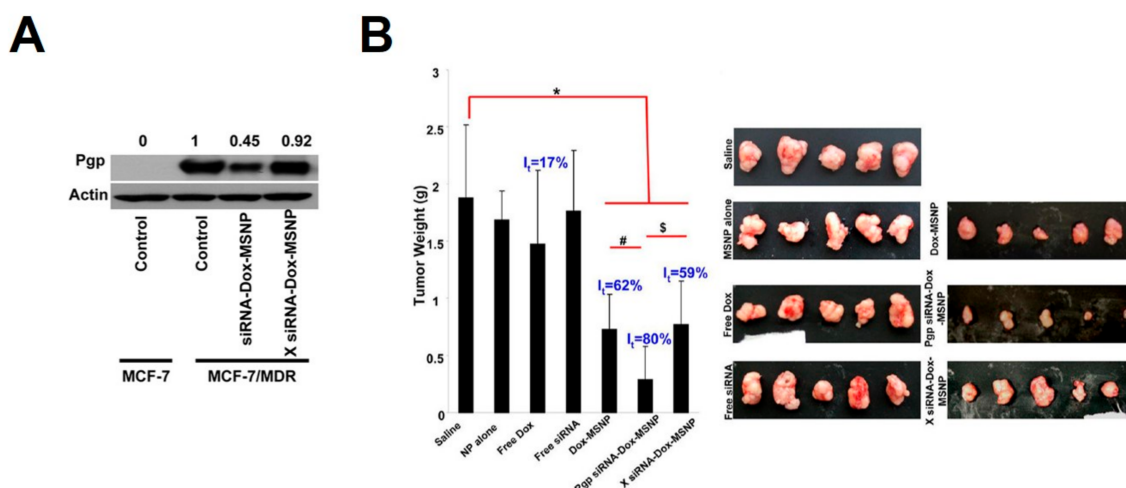 A
B
0
1
0.45
0.92
Pgp
Actin
Control
Control
siRNA-Dox-MSNP
X siRNA-Dox-MSNP
MCF-7
MCF-7/MDR
Tumor Weight (g)
3
2.5
2
1.5
1
0.5
0
*
#
$
It=17%
It=62%
It=80%
It=59%
Saline
NP alone
Free Dox
Free siRNA
Dox-MSNP
Pgp siRNA-Dox-MSNP
X siRNA-Dox-MSNP
Saline
MSNP alone
Free Dox
Free siRNA
Dox-MSNP
Pgp siRNA-Dox
-MSNP
X siRNA-Dox-
MSNP